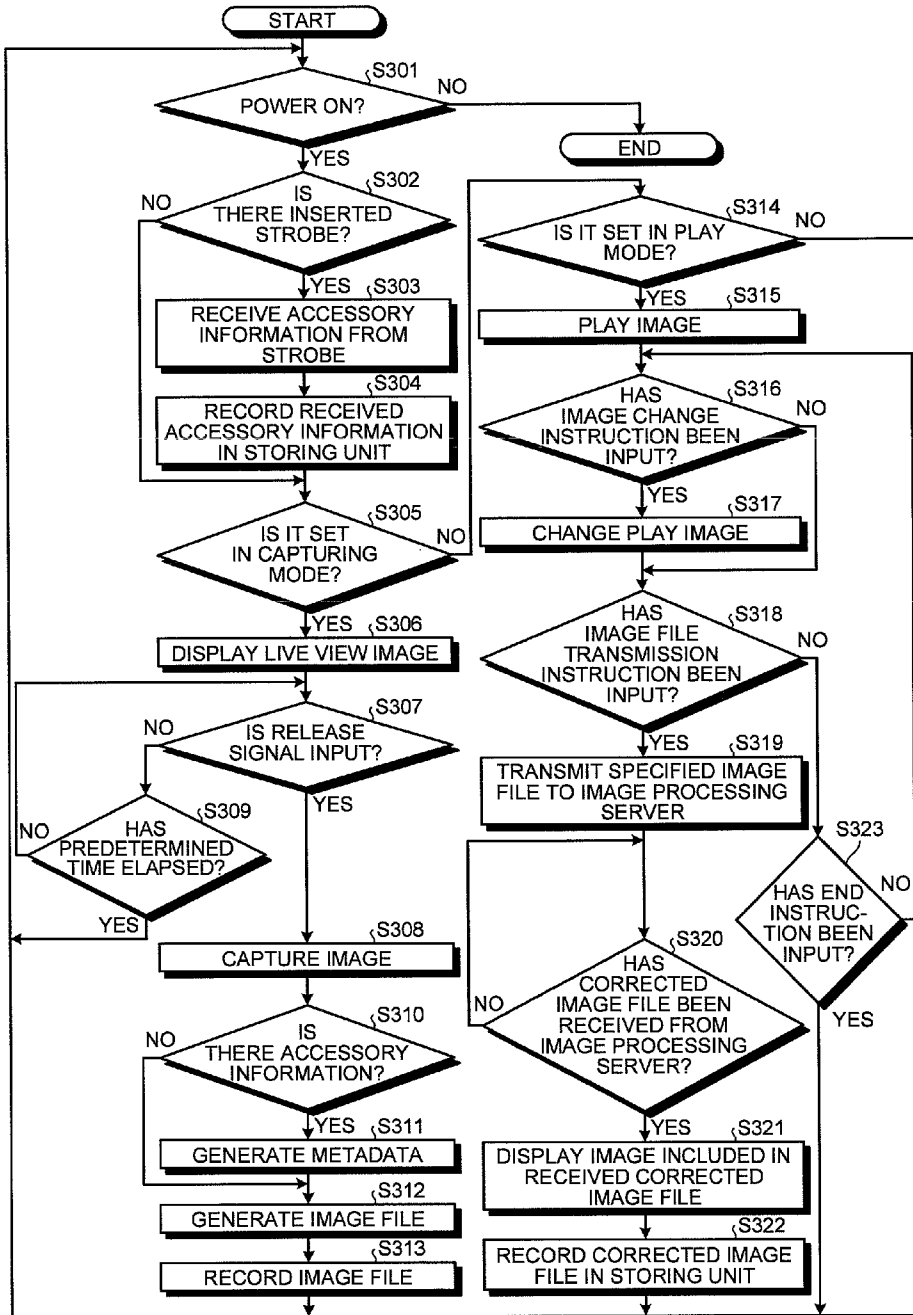 START
S301
POWER ON?
NO
YES
END
S302
IS
THERE INSERTED
STROBE?
NO
YES
S303
RECEIVE ACCESSORY
INFORMATION FROM
STROBE
S304
RECORD RECEIVED
ACCESSORY INFORMATION
IN STORING UNIT
S305
IS IT SET
IN CAPTURING
MODE?
NO
YES
S306
DISPLAY LIVE VIEW IMAGE
S307
IS RELEASE
SIGNAL INPUT?
NO
YES
S309
HAS
PREDETERMINED
TIME ELAPSED?
NO
YES
S308
CAPTURE IMAGE
S310
IS
THERE ACCESSORY
INFORMATION?
NO
YES
S311
GENERATE METADATA
S312
GENERATE IMAGE FILE
S313
RECORD IMAGE FILE
S314
IS IT SET IN PLAY
MODE?
NO
YES
S315
PLAY IMAGE
S316
HAS
IMAGE CHANGE
INSTRUCTION BEEN
INPUT?
NO
YES
S317
CHANGE PLAY IMAGE
S318
HAS
IMAGE FILE
TRANSMISSION
INSTRUCTION BEEN
INPUT?
NO
YES
S319
TRANSMIT SPECIFIED IMAGE
FILE TO IMAGE PROCESSING
SERVER
S323
HAS END
INSTRUC-
TION BEEN
INPUT?
NO
YES
S320
HAS
CORRECTED
IMAGE FILE BEEN
RECEIVED FROM
IMAGE PROCESSING
SERVER?
NO
YES
S321
DISPLAY IMAGE INCLUDED IN
RECEIVED CORRECTED
IMAGE FILE
S322
RECORD CORRECTED IMAGE
FILE IN STORING UNIT